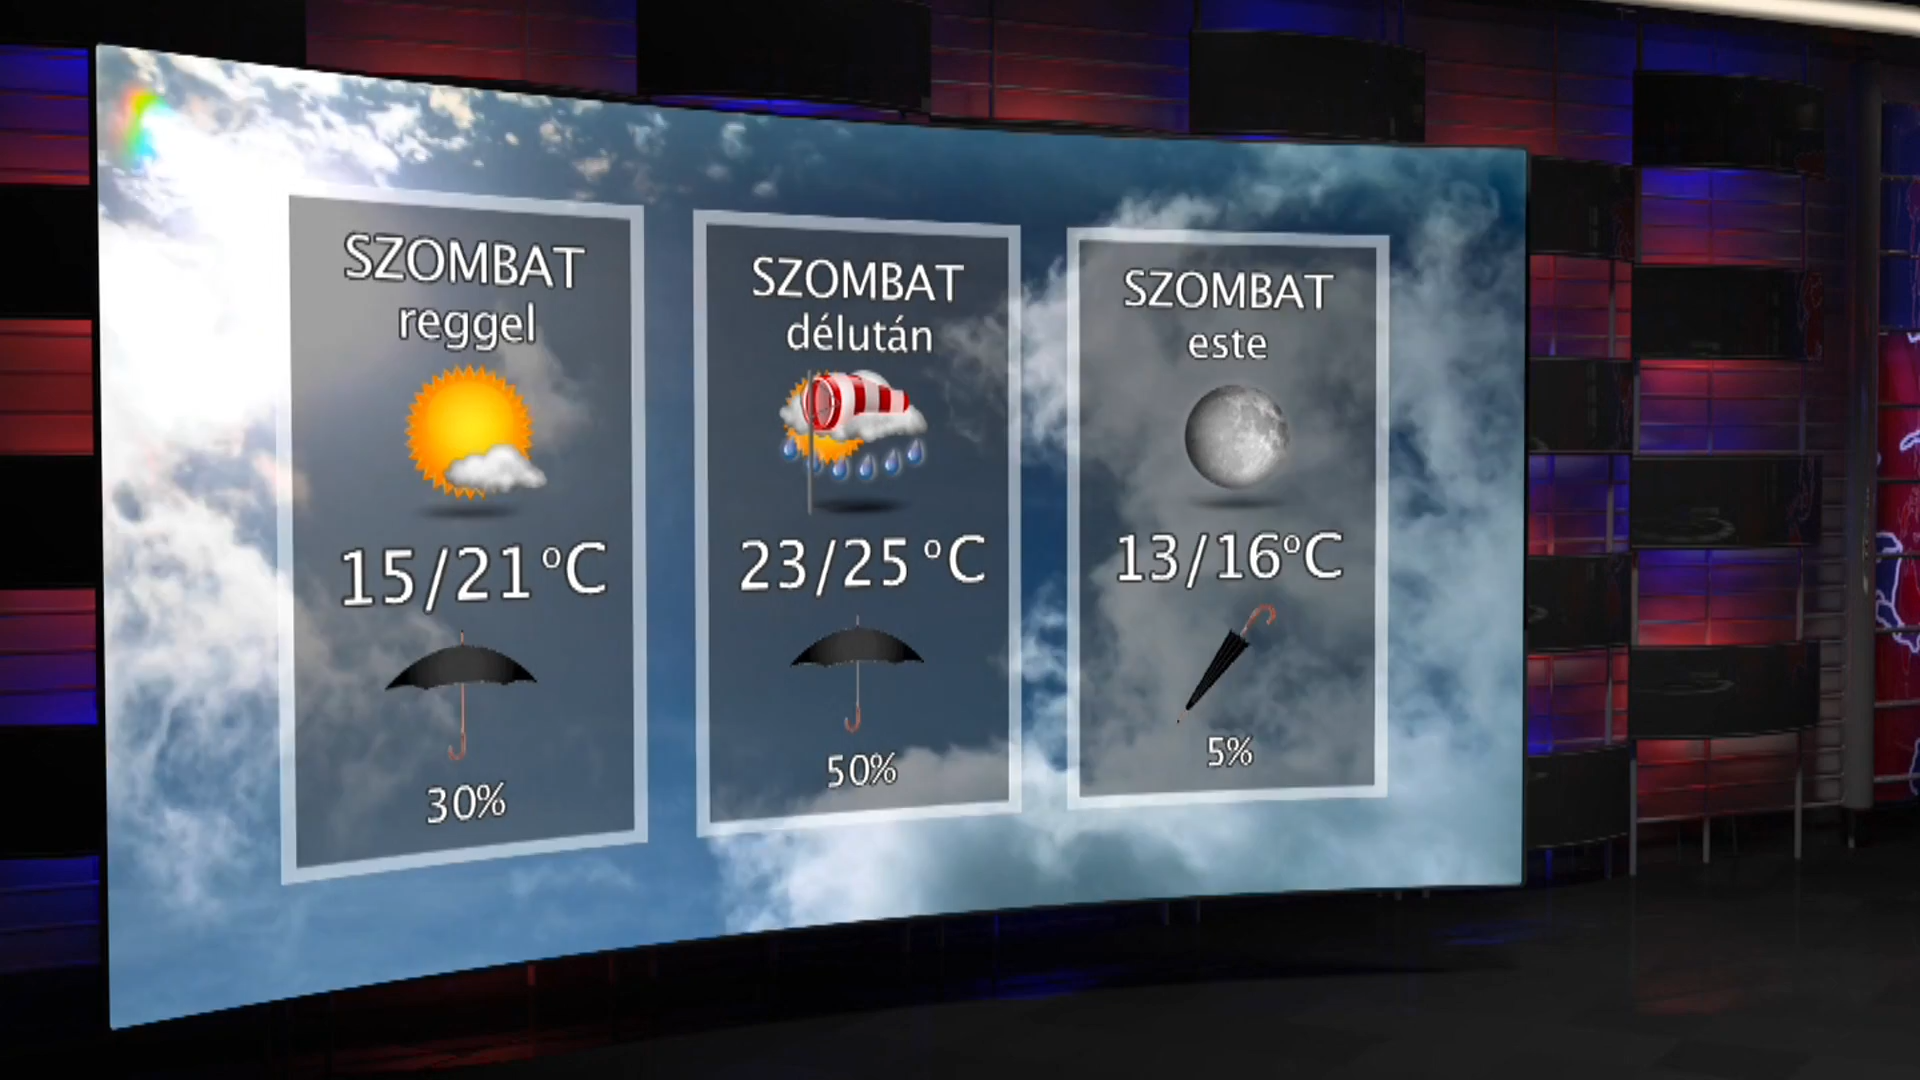 SZOMBAT
reggel
15/21°C
30%
SZOMBAT
délután
23/25°C
50%
SZOMBAT
este
13/16°C
5%